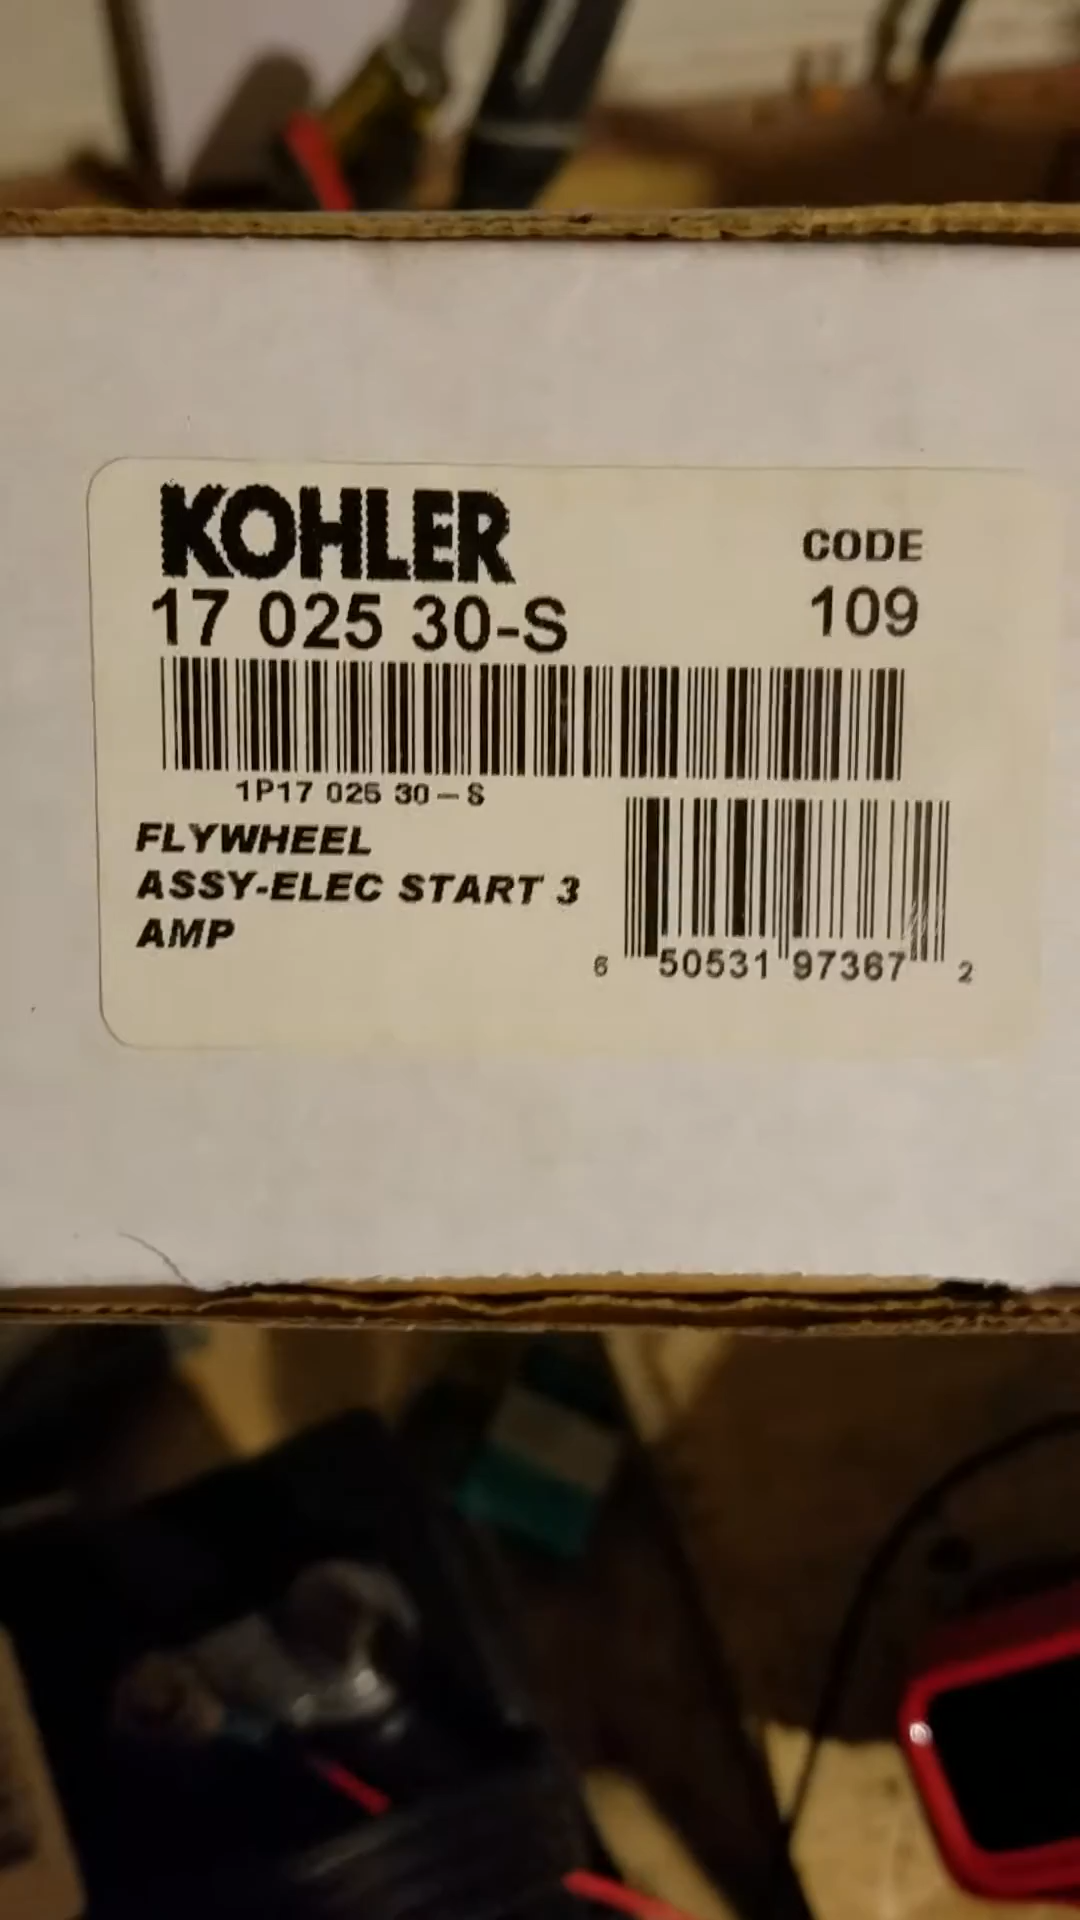 KOHLER
CODE
17 025 30-S
109
1P17 025 30-S
FLYWHEEL
ASSY-ELEC START 3
AMP
6 50531 97367 2